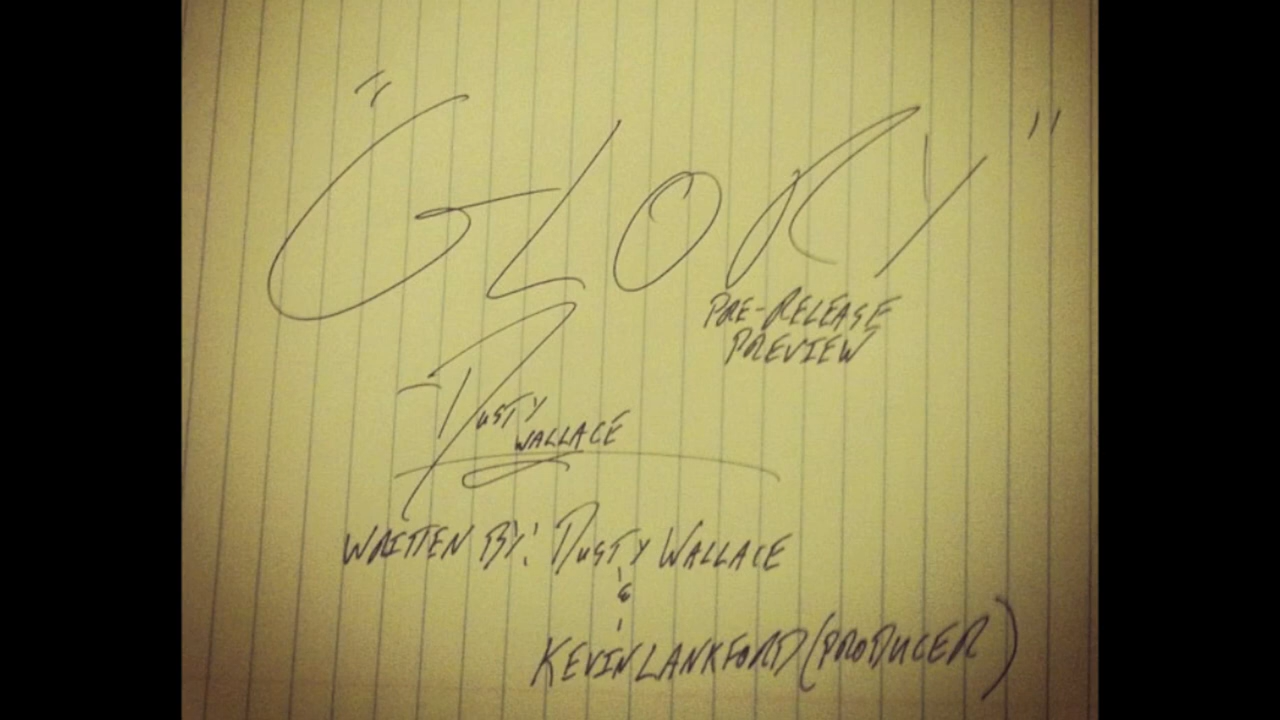 "GLORY"
PRE-RELEASE
PREVIEW
DUSTY
WALLACE
WRITTEN BY: DUSTY WALLACE
&
KEVIN LANKFORD (PRODUCER)